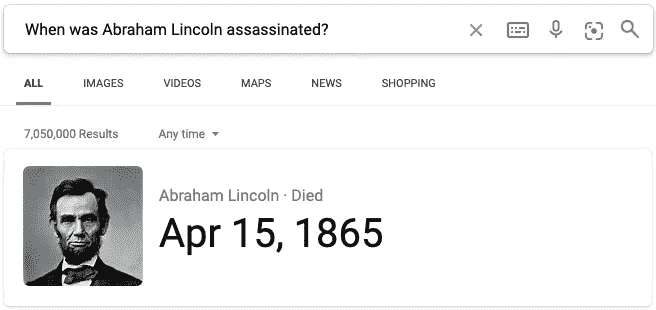 When was Abraham Lincoln assassinated?
ALL IMAGES VIDEOS MAPS NEWS SHOPPING
7,050,000 Results Any time
Abraham Lincoln · Died
Apr 15, 1865